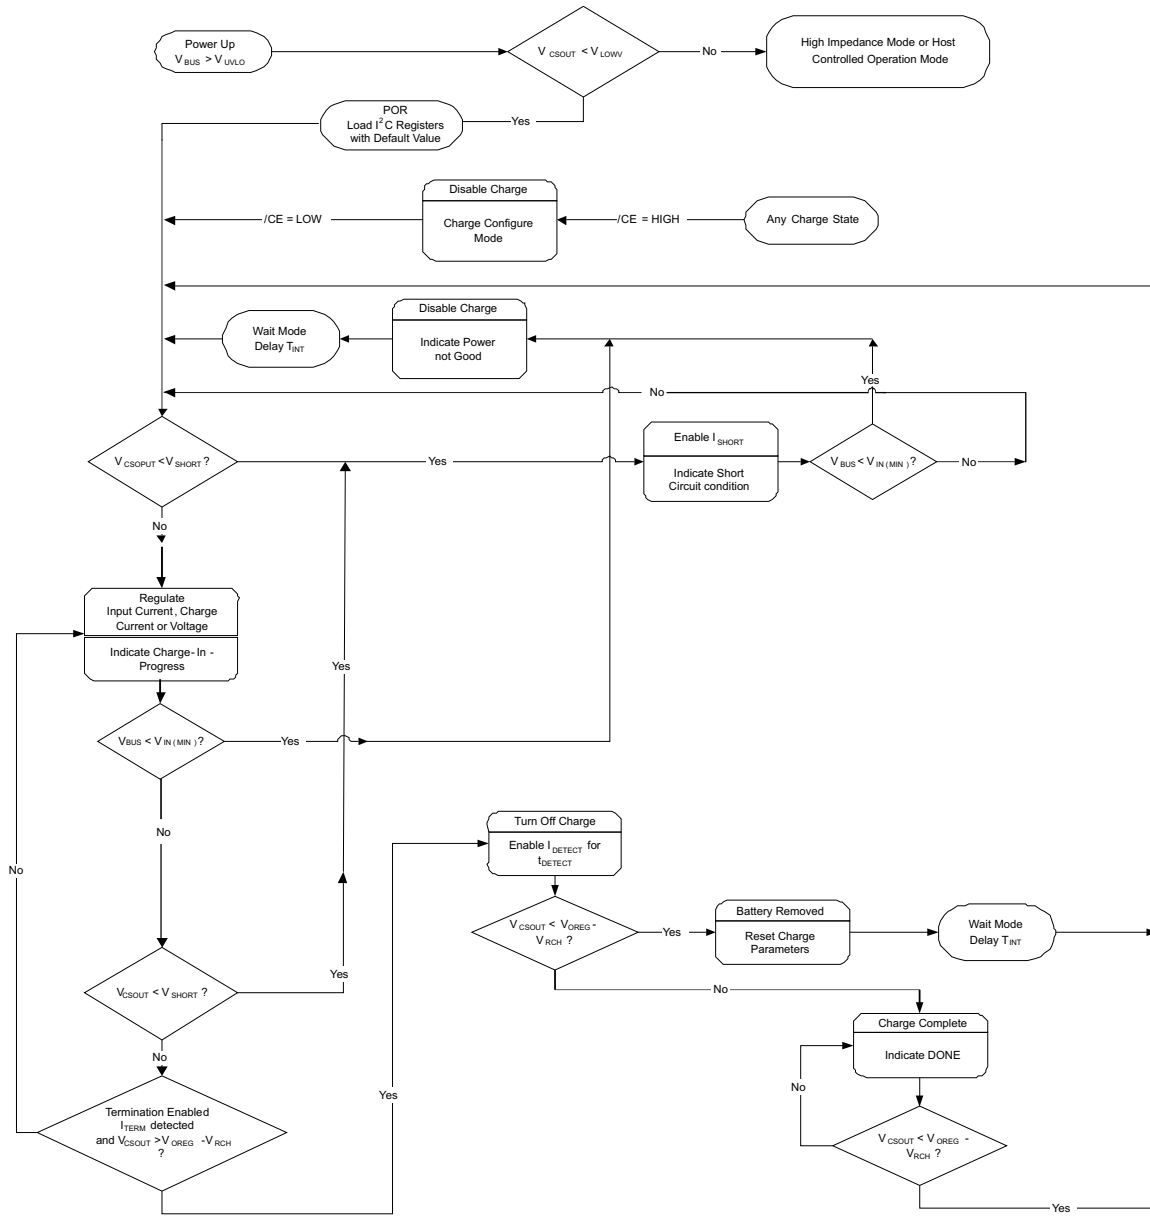 Power Up
V BUS > V UVLO
V CSOUT < V LOWV
No
High Impedance Mode or Host
Controlled Operation Mode
Yes
POR
Load I2C Registers
with Default Value
Disable Charge
Charge Configure
Mode
/CE = LOW
/CE = HIGH
Any Charge State
Disable Charge
Indicate Power
not Good
Wait Mode
Delay TINT
Yes
No
V CSOPUT < V SHORT ?
Yes
Enable I SHORT
Indicate Short
Circuit condition
V BUS < V IN ( MIN ) ?
No
No
Regulate
Input Current, Charge
Current or Voltage
Indicate Charge-In -
Progress
Yes
VBUS < V IN ( MIN ) ?
Yes
No
No
Turn Off Charge
Enable I DETECT for
tDETECT
V CSOUT < VOREG -
VRCH ?
Yes
Battery Removed
Reset Charge
Parameters
Wait Mode
Delay TINT
VCSOUT < V SHORT ?
Yes
No
No
Charge Complete
Indicate DONE
No
Termination Enabled
ITERM detected
and VCSOUT > V OREG - V RCH
?
Yes
V CSOUT < V OREG -
VRCH ?
Yes